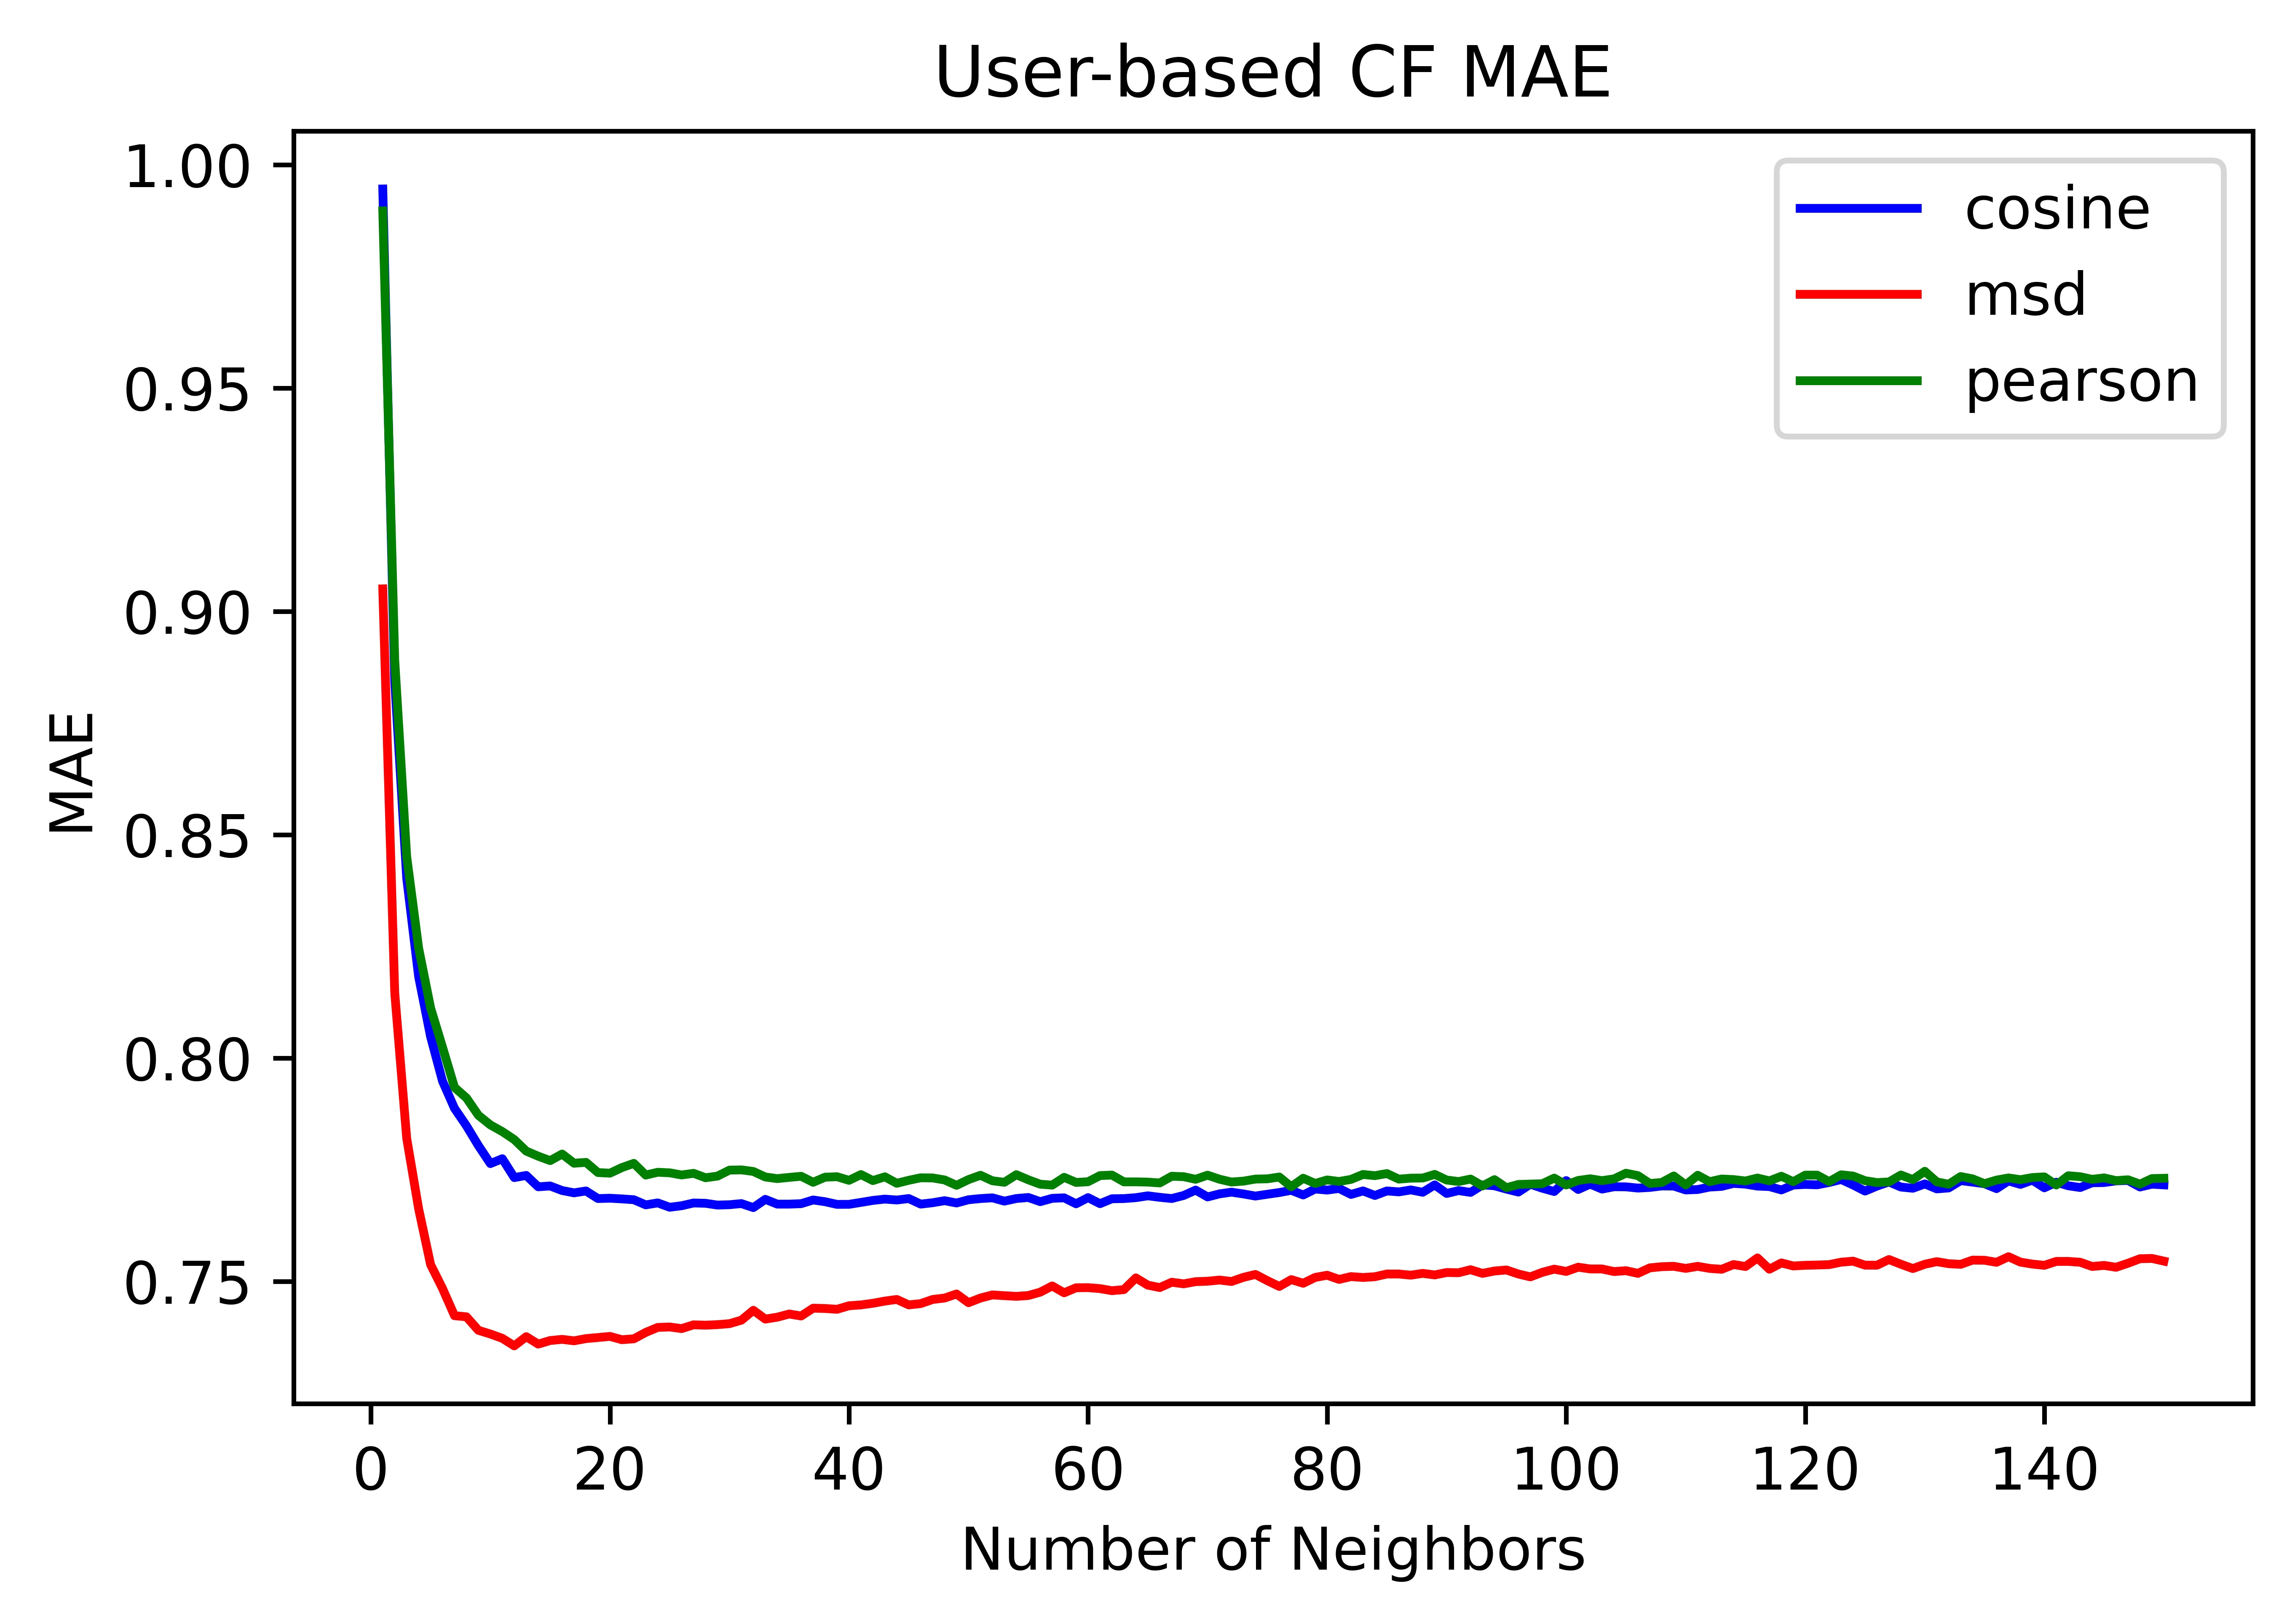 User-based CF MAE
1.00
0.95
0.90
0.85
0.80
0.75
MAE
cosine
msd
pearson
0 20 40 60 80 100 120 140
Number of Neighbors